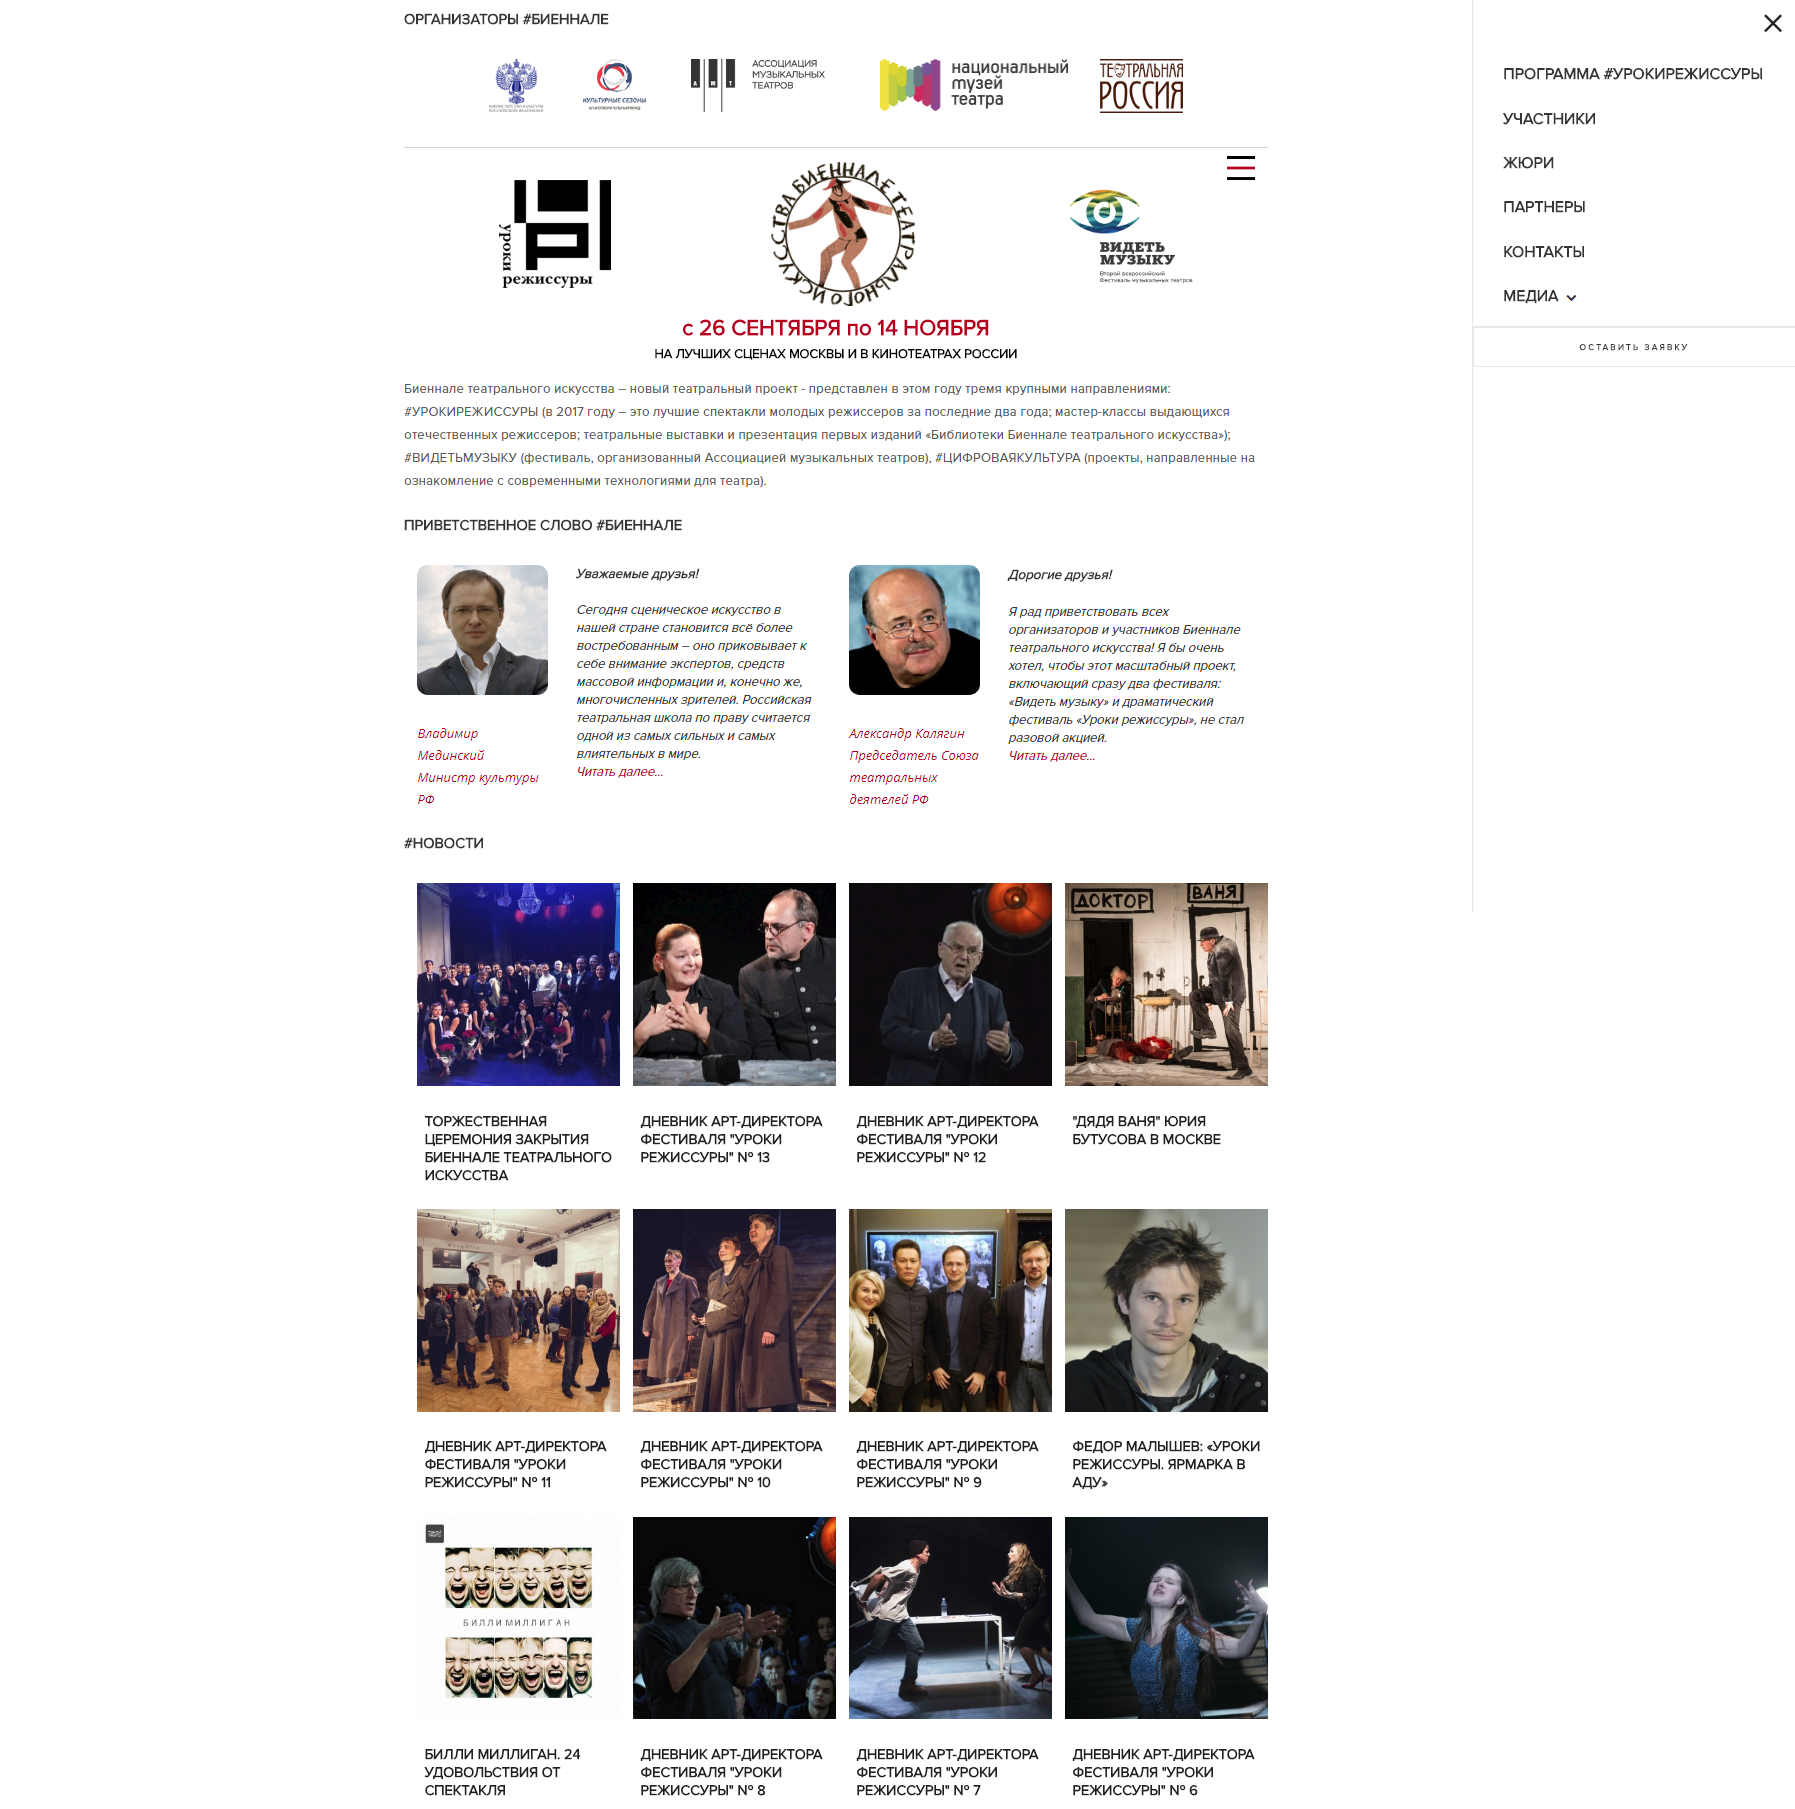 ОРГАНИЗАТОРЫ #БИЕННАЛЕ
МИНИСТЕРСТВО КУЛЬТУРЫ
РОССИЙСКОЙ ФЕДЕРАЦИИ
КУЛЬТУРНЫЕ СЕЗОНЫ
БЛАГОТВОРИТЕЛЬНЫЙ ФОНД
АМТ
АССОЦИАЦИЯ
МУЗЫКАЛЬНЫХ
ТЕАТРОВ
национальный
музей
театра
ТЕАТРАЛЬНАЯ
РОССИЯ
уроки
режиссуры
БИЕННАЛЕ ТЕАТРАЛЬНОГО ИСКУССТВА
ВИДЕТЬ
МУЗЫКУ
Второй всероссийский
Фестиваль музыкальных театров
с 26 СЕНТЯБРЯ по 14 НОЯБРЯ
НА ЛУЧШИХ СЦЕНАХ МОСКВЫ И В КИНОТЕАТРАХ РОССИИ
Биеннале театрального искусства – новый театральный проект - представлен в этом году тремя крупными направлениями:
#УРОКИРЕЖИССУРЫ (в 2017 году – это лучшие спектакли молодых режиссеров за последние два года; мастер-классы выдающихся
отечественных режиссеров; театральные выставки и презентация первых изданий «Библиотеки Биеннале театрального искусства»);
#ВИДЕТЬМУЗЫКУ (фестиваль, организованный Ассоциацией музыкальных театров), #ЦИФРОВАЯКУЛЬТУРА (проекты, направленные на
ознакомление с современными технологиями для театра).
ПРИВЕТСТВЕННОЕ СЛОВО #БИЕННАЛЕ
Уважаемые друзья!
Сегодня сценическое искусство в
нашей стране становится всё более
востребованным – оно приковывает к
себе внимание экспертов, средств
массовой информации и, конечно же,
многочисленных зрителей. Российская
театральная школа по праву считается
одной из самых сильных и самых
влиятельных в мире.
Читать далее...
Владимир
Мединский
Министр культуры
РФ
Дорогие друзья!
Я рад приветствовать всех
организаторов и участников Биеннале
театрального искусства! Я бы очень
хотел, чтобы этот масштабный проект,
включающий сразу два фестиваля:
«Видеть музыку» и драматический
фестиваль «Уроки режиссуры», не стал
разовой акцией.
Читать далее...
Александр Калягин
Председатель Союза
театральных
деятелей РФ
#НОВОСТИ
ДОКТОР
ВАНЯ
ТОРЖЕСТВЕННАЯ
ЦЕРЕМОНИЯ ЗАКРЫТИЯ
БИЕННАЛЕ ТЕАТРАЛЬНОГО
ИСКУССТВА
ДНЕВНИК АРТ-ДИРЕКТОРА
ФЕСТИВАЛЯ "УРОКИ
РЕЖИССУРЫ" № 13
ДНЕВНИК АРТ-ДИРЕКТОРА
ФЕСТИВАЛЯ "УРОКИ
РЕЖИССУРЫ" № 12
"ДЯДЯ ВАНЯ" ЮРИЯ
БУТУСОВА В МОСКВЕ
ДНЕВНИК АРТ-ДИРЕКТОРА
ФЕСТИВАЛЯ "УРОКИ
РЕЖИССУРЫ" № 11
ДНЕВНИК АРТ-ДИРЕКТОРА
ФЕСТИВАЛЯ "УРОКИ
РЕЖИССУРЫ" № 10
ДНЕВНИК АРТ-ДИРЕКТОРА
ФЕСТИВАЛЯ "УРОКИ
РЕЖИССУРЫ" № 9
ФЕДОР МАЛЫШЕВ: «УРОКИ
РЕЖИССУРЫ. ЯРМАРКА В
АДУ»
БИЛЛИ МИЛЛИГАН
БИЛЛИ МИЛЛИГАН. 24
УДОВОЛЬСТВИЯ ОТ
СПЕКТАКЛЯ
ДНЕВНИК АРТ-ДИРЕКТОРА
ФЕСТИВАЛЯ "УРОКИ
РЕЖИССУРЫ" № 8
ДНЕВНИК АРТ-ДИРЕКТОРА
ФЕСТИВАЛЯ "УРОКИ
РЕЖИССУРЫ" № 7
ДНЕВНИК АРТ-ДИРЕКТОРА
ФЕСТИВАЛЯ "УРОКИ
РЕЖИССУРЫ" № 6
ПРОГРАММА #УРОКИРЕЖИССУРЫ
УЧАСТНИКИ
ЖЮРИ
ПАРТНЕРЫ
КОНТАКТЫ
МЕДИА
ОСТАВИТЬ ЗАЯВКУ